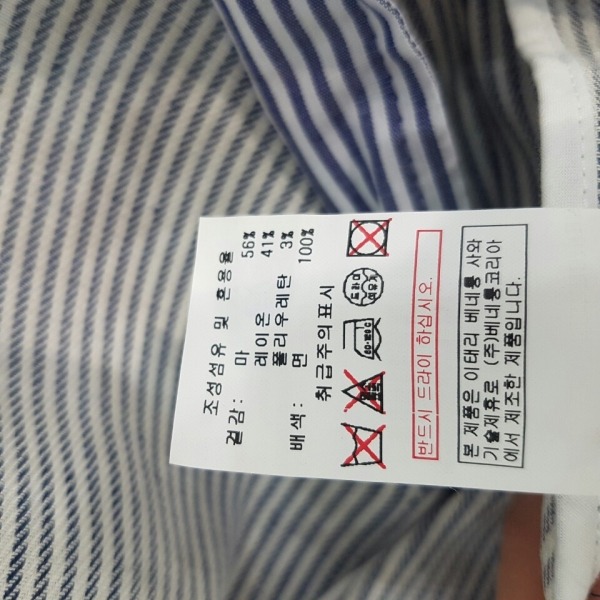 조성섬유 및 혼용율
겉감: 마 56%
레이온 41%
폴리우레탄 3%
배색: 면 100%
취급주의표시
드라이
반드시 드라이 하십시오.
본 제품은 이태리 베네통 사와
기술제휴로 (주)베네통코리아
에서 제조한 제품입니다.